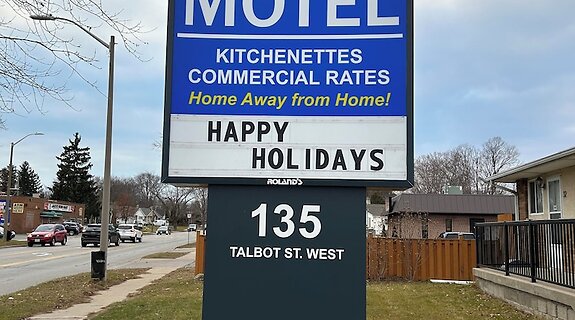 MOTEL
KITCHENETTES
COMMERCIAL RATES
Home Away from Home!
HAPPY
HOLIDAYS
ROLAND'S
135
TALBOT ST. WEST